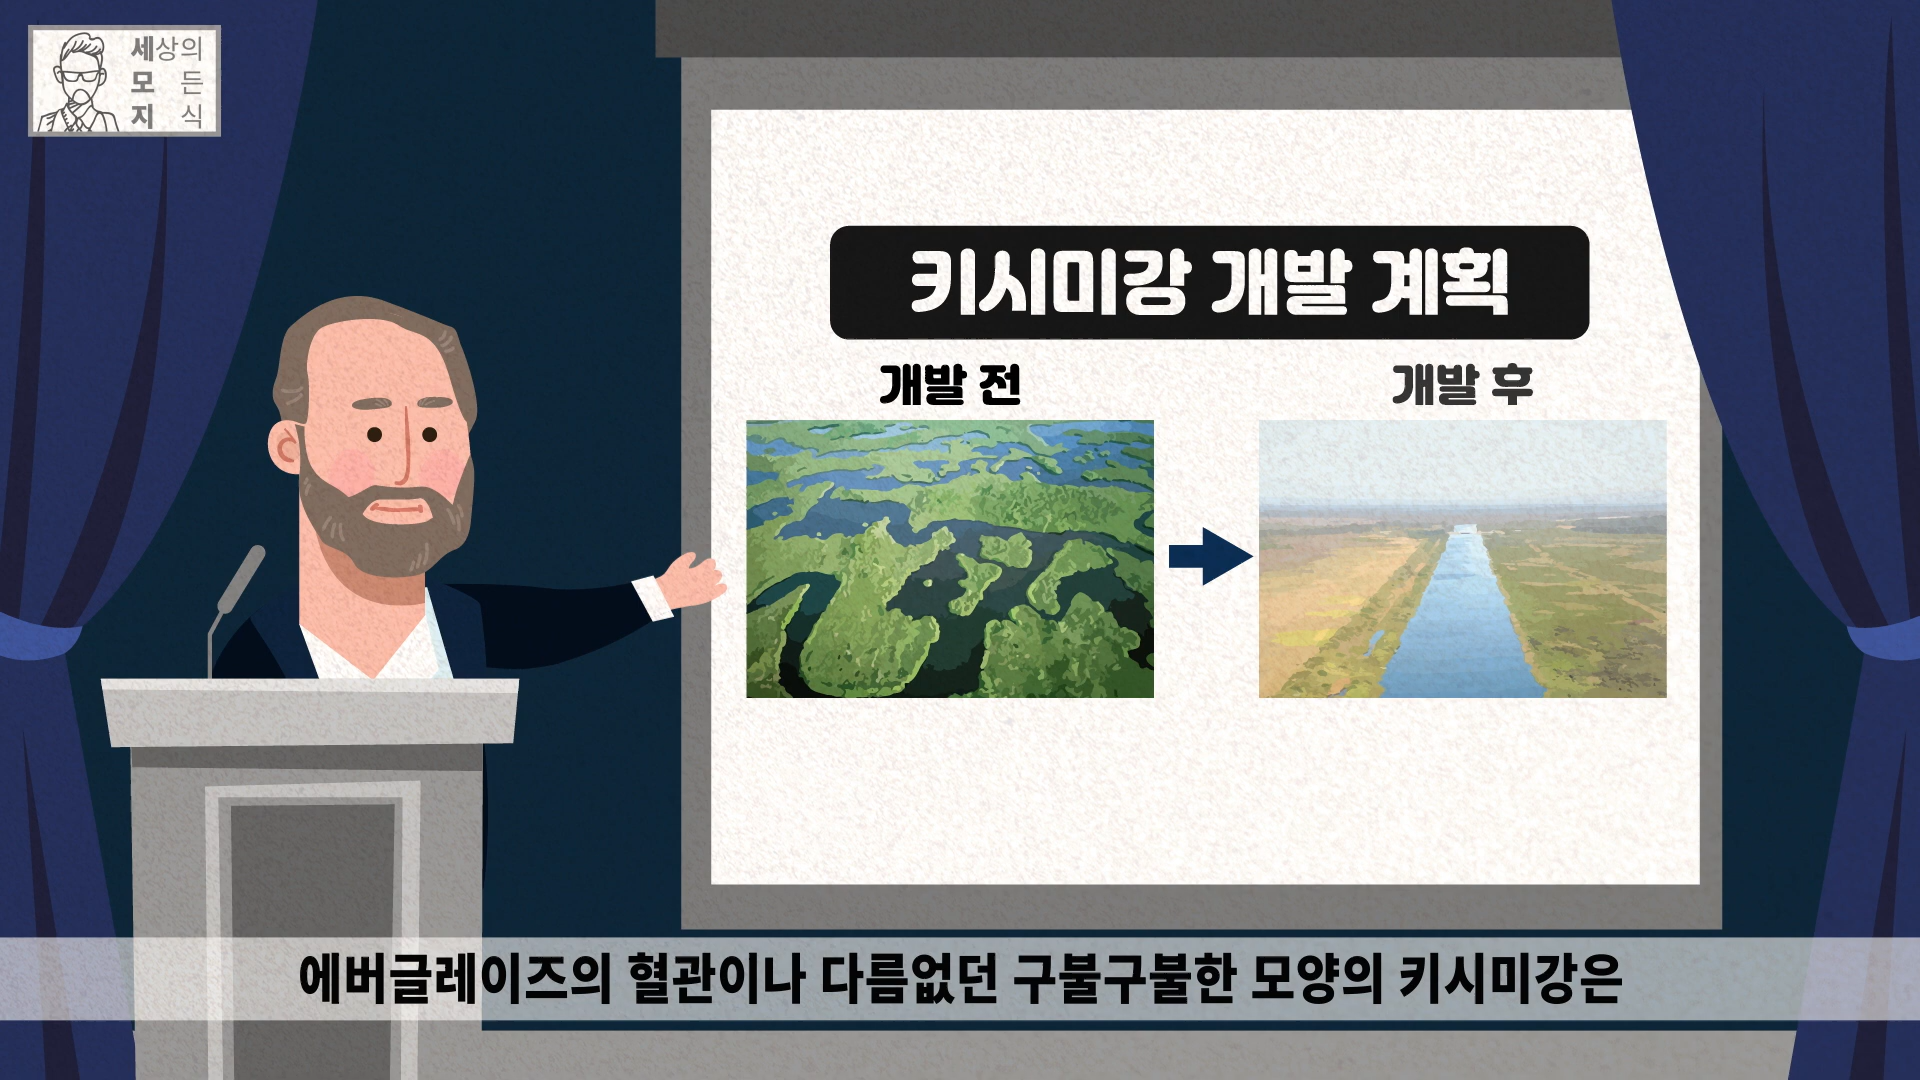 세상의
모든
지식
키시미강 개발 계획
개발 전
개발 후
에버글레이즈의 혈관이나 다름없던 구불구불한 모양의 키시미강은